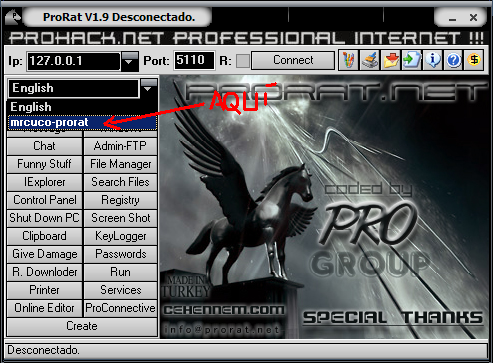 ProRat V1.9 Desconectado.
PROHACK.NET PROFESSIONAL INTERNET !!!
Ip: 127.0.0.1 Port: 5110 R: Connect
English
English
mrcuco-prorat
AQUÍ
PRORAT.NET
Chat Admin-FTP
Funny Stuff File Manager
IExplorer Search Files
Control Panel Registry
Shut Down PC Screen Shot
Clipboard KeyLogger
Give Damage Passwords
R. Downloder Run
Printer Services
Online Editor ProConnective
Create
coded by
PRO
GROUP
MADE IN
TURKEY
CEHENNEM.COM
info@prorat.net
SPECIAL THANKS
Desconectado.